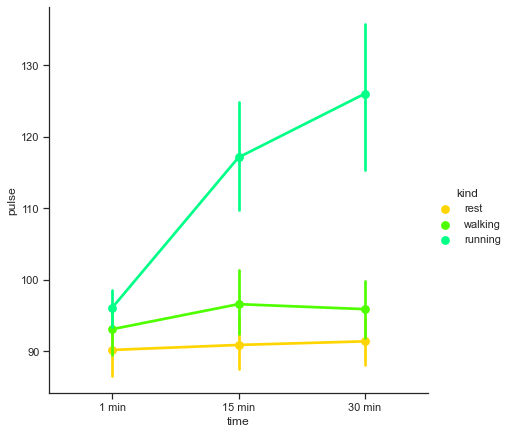 130
120
110
100
90
pulse
1 min
15 min
30 min
time
kind
rest
walking
running